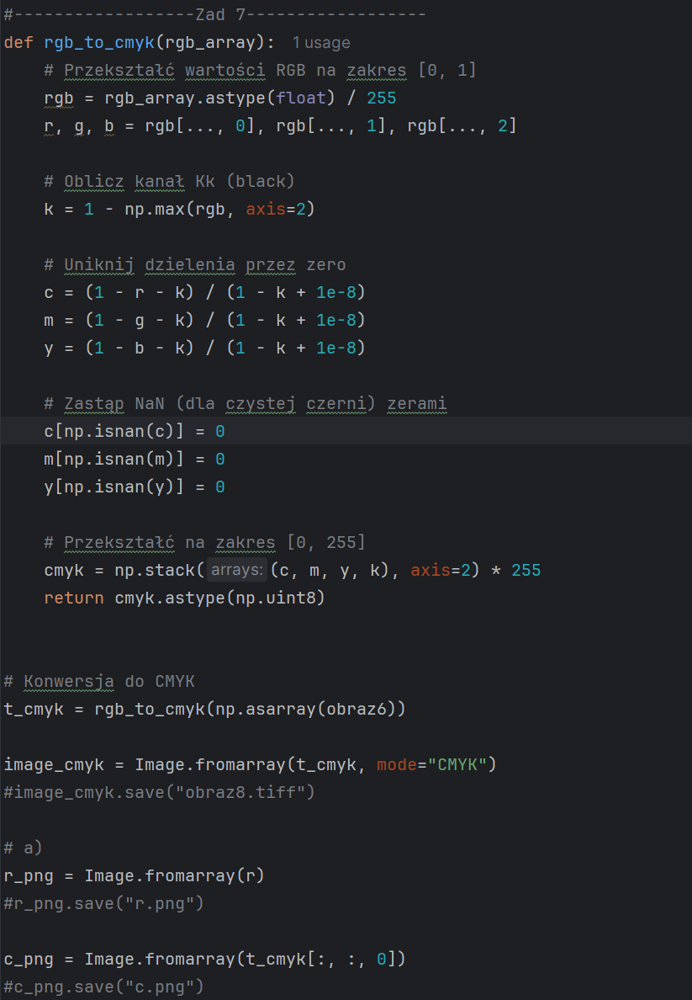 #------------------Zad 7------------------
def rgb_to_cmyk(rgb_array): 1 usage
    # Przekształć wartości RGB na zakres [0, 1]
    rgb = rgb_array.astype(float) / 255
    r, g, b = rgb[..., 0], rgb[..., 1], rgb[..., 2]

    # Oblicz kanał Kk (black)
    k = 1 - np.max(rgb, axis=2)

    # Uniknij dzielenia przez zero
    c = (1 - r - k) / (1 - k + 1e-8)
    m = (1 - g - k) / (1 - k + 1e-8)
    y = (1 - b - k) / (1 - k + 1e-8)

    # Zastąp NaN (dla czystej czerni) zerami
    c[np.isnan(c)] = 0
    m[np.isnan(m)] = 0
    y[np.isnan(y)] = 0

    # Przekształć na zakres [0, 255]
    cmyk = np.stack( arrays: (c, m, y, k), axis=2) * 255
    return cmyk.astype(np.uint8)


# Konwersja do CMYK
t_cmyk = rgb_to_cmyk(np.asarray(obraz6))

image_cmyk = Image.fromarray(t_cmyk, mode="CMYK")
#image_cmyk.save("obraz8.tiff")

# a)
r_png = Image.fromarray(r)
#r_png.save("r.png")

c_png = Image.fromarray(t_cmyk[:, :, 0])
#c_png.save("c.png")